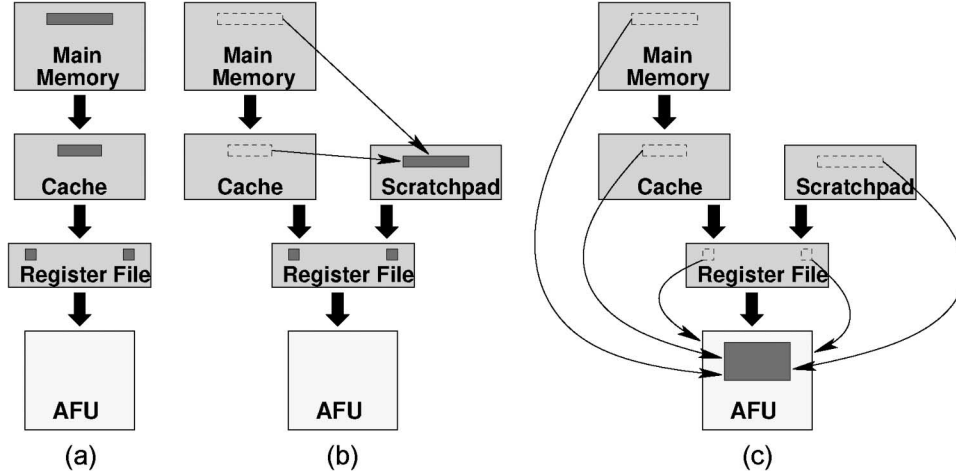 Main
Memory
Cache
Register File
AFU
(a)
Main
Memory
Cache
Scratchpad
Register File
AFU
(b)
Main
Memory
Cache
Scratchpad
Register File
AFU
(c)